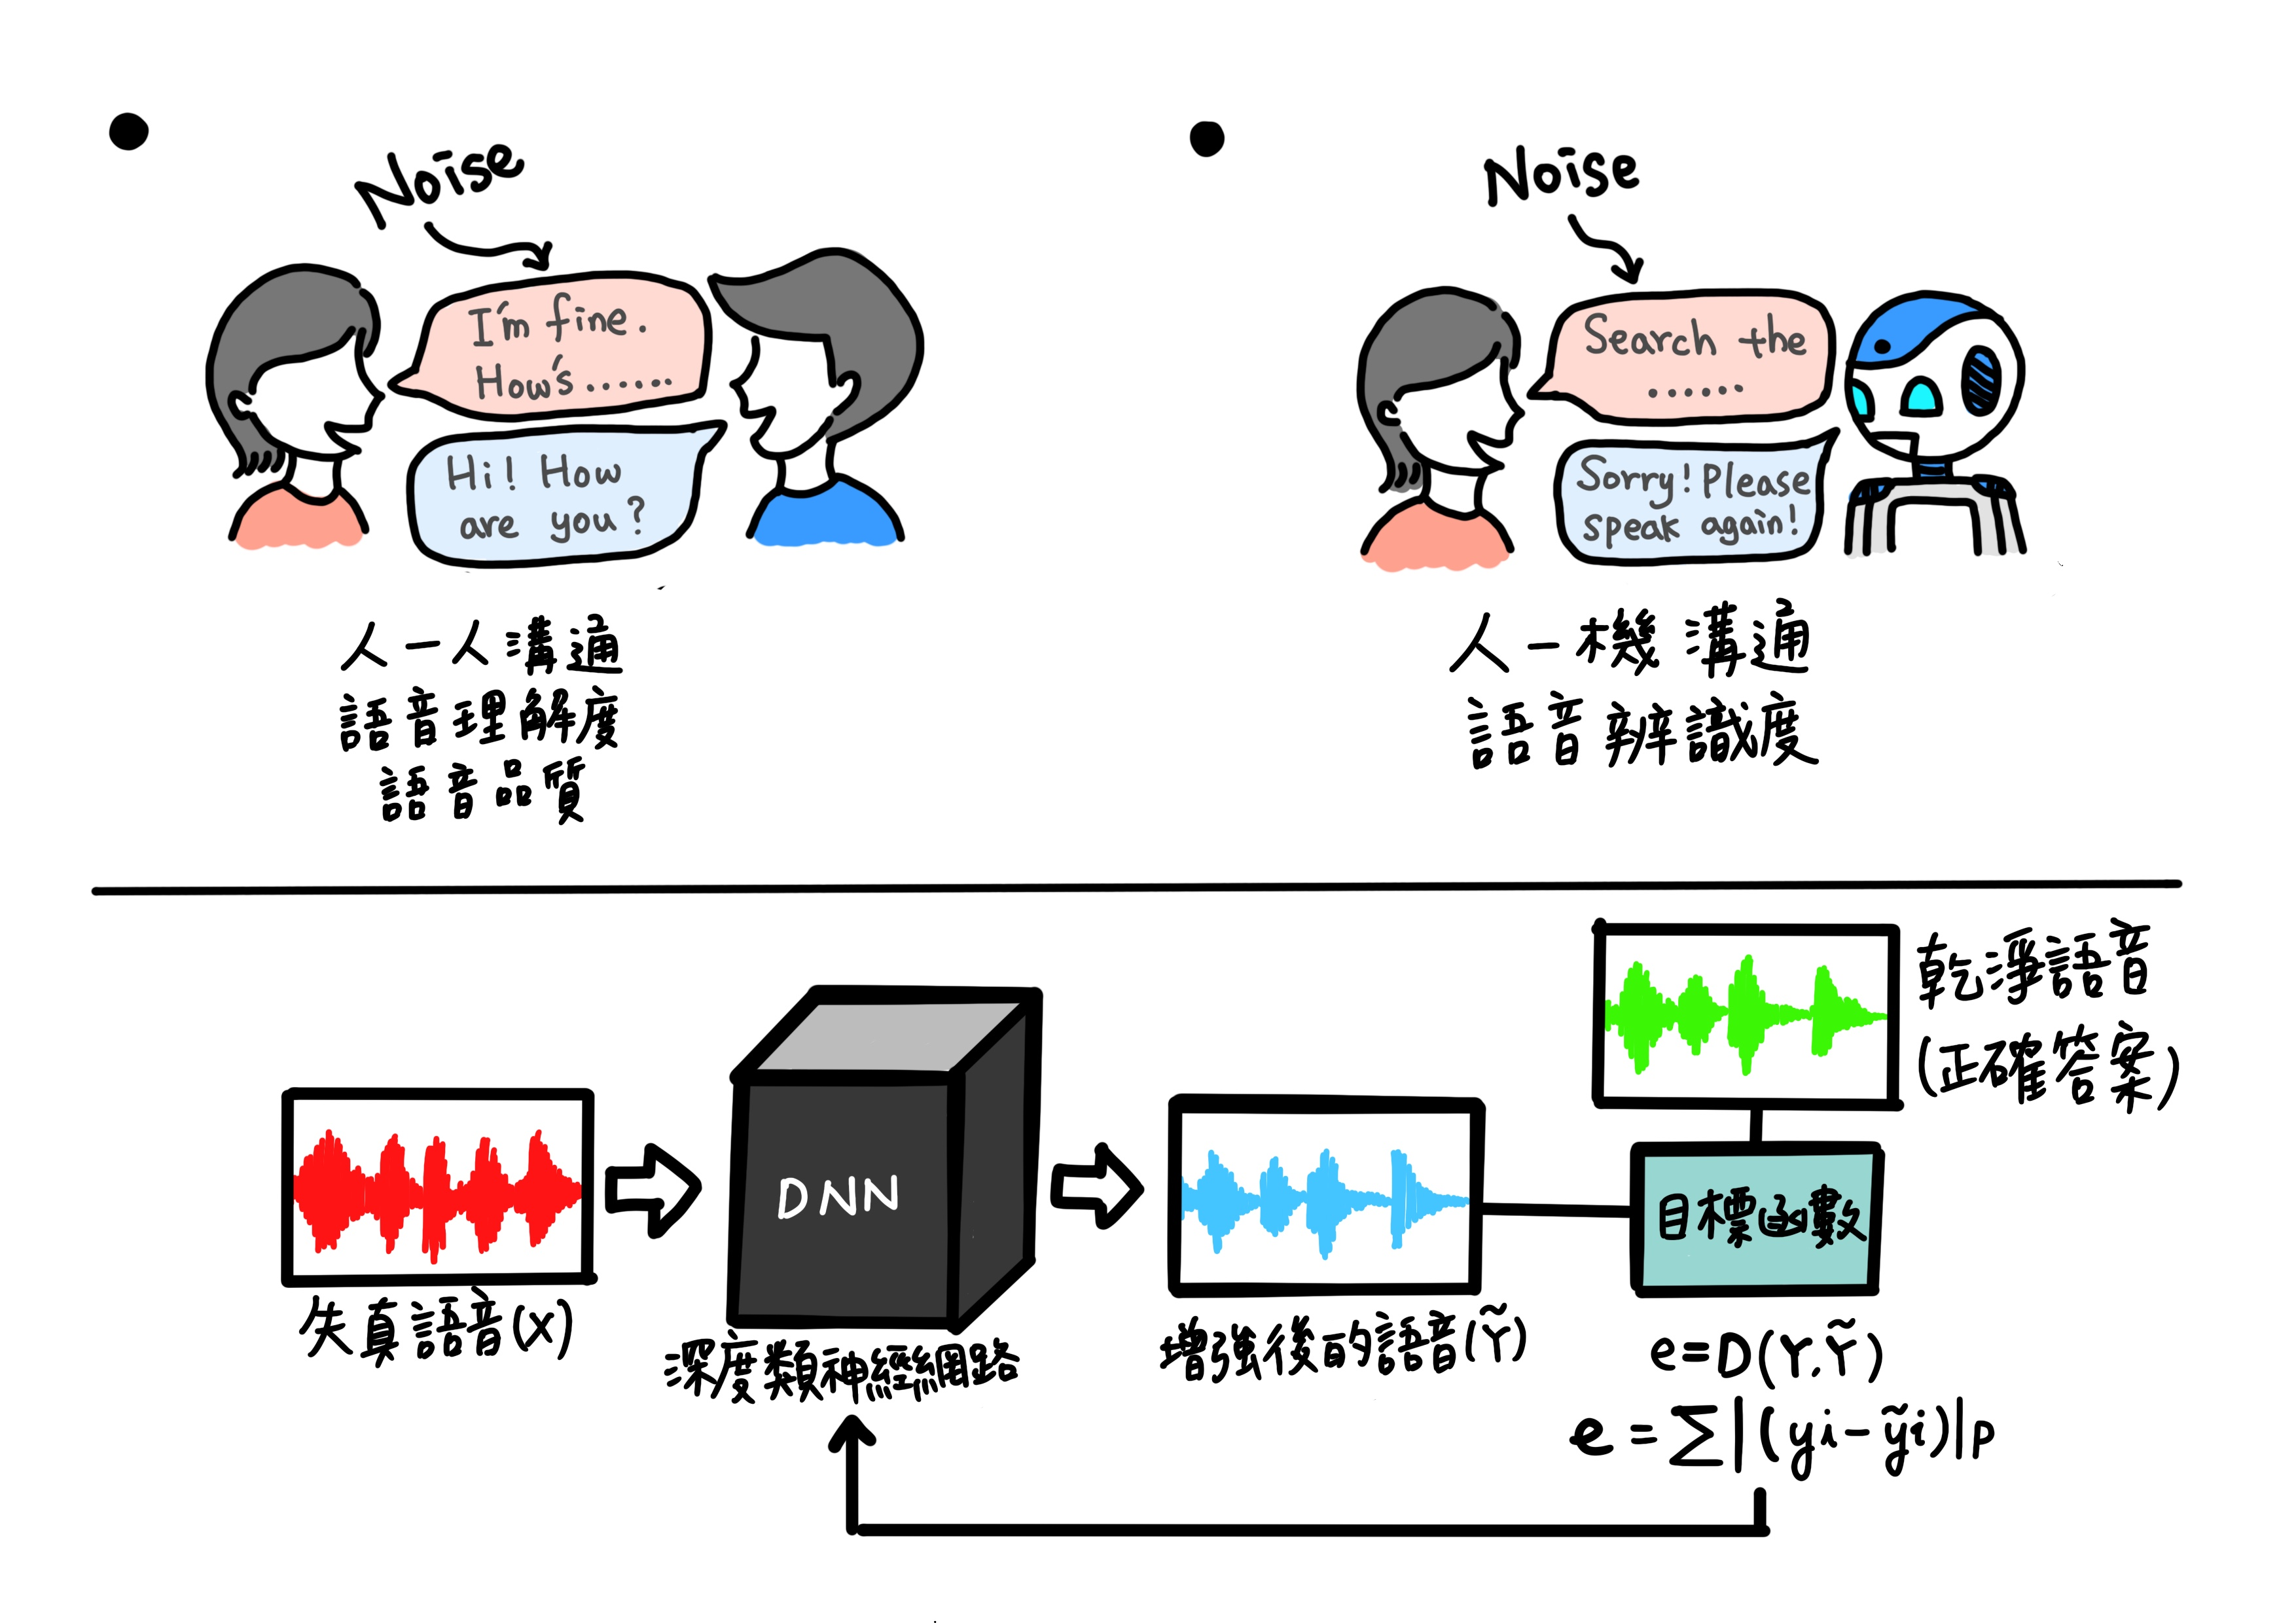 Noise
I'm fine.
How's......
Hi! How
are you?
人-人溝通
語音理解度
語音品質
Noise
Search the
......
Sorry! Please
speak again!
人-機溝通
語音辨識度
失真語音(X)
DNN
深度類神經網路
增強後的語音(Ỹ)
乾淨語音
(正確答案)
目標函數
e=D(Y.Ỹ)
e=∑|(yi-ỹi)|p